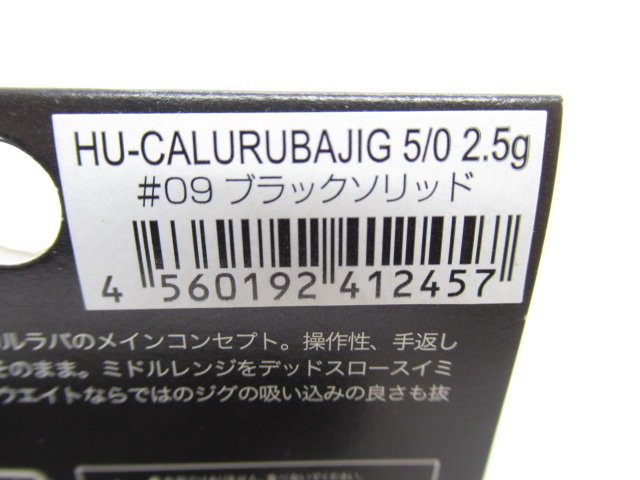 HU-CALURUBAJIG 5/0 2.5g
#09 ブラックソリッド
4 560192 412457
ルラバのメインコンセプト。操作性、手返し
そのまま。ミドルレンジをデッドスロースイミ
ウエイトならではのジグの吸い込みの良さも抜